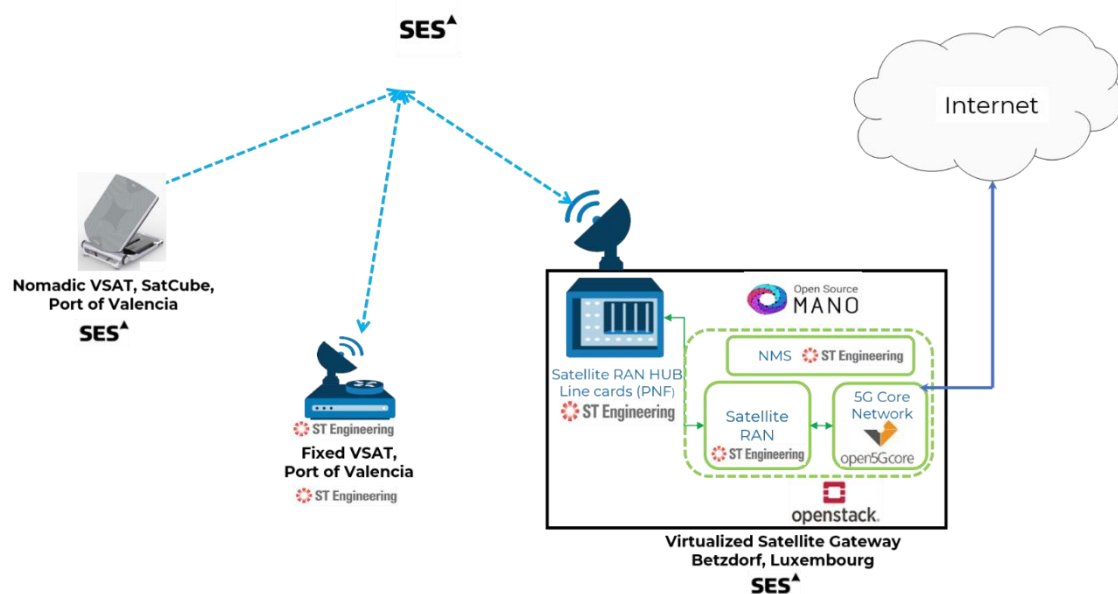 SES
Internet
Nomadic VSAT, SatCube,
Port of Valencia
SES
ST Engineering
Fixed VSAT,
Port of Valencia
ST Engineering
Open Source
MANO
Satellite RAN HUB
Line cards (PNF)
ST Engineering
NMS ST Engineering
Satellite
RAN
ST Engineering
5G Core
Network
open5Gcore
openstack.
Virtualized Satellite Gateway
Betzdorf, Luxembourg
SES